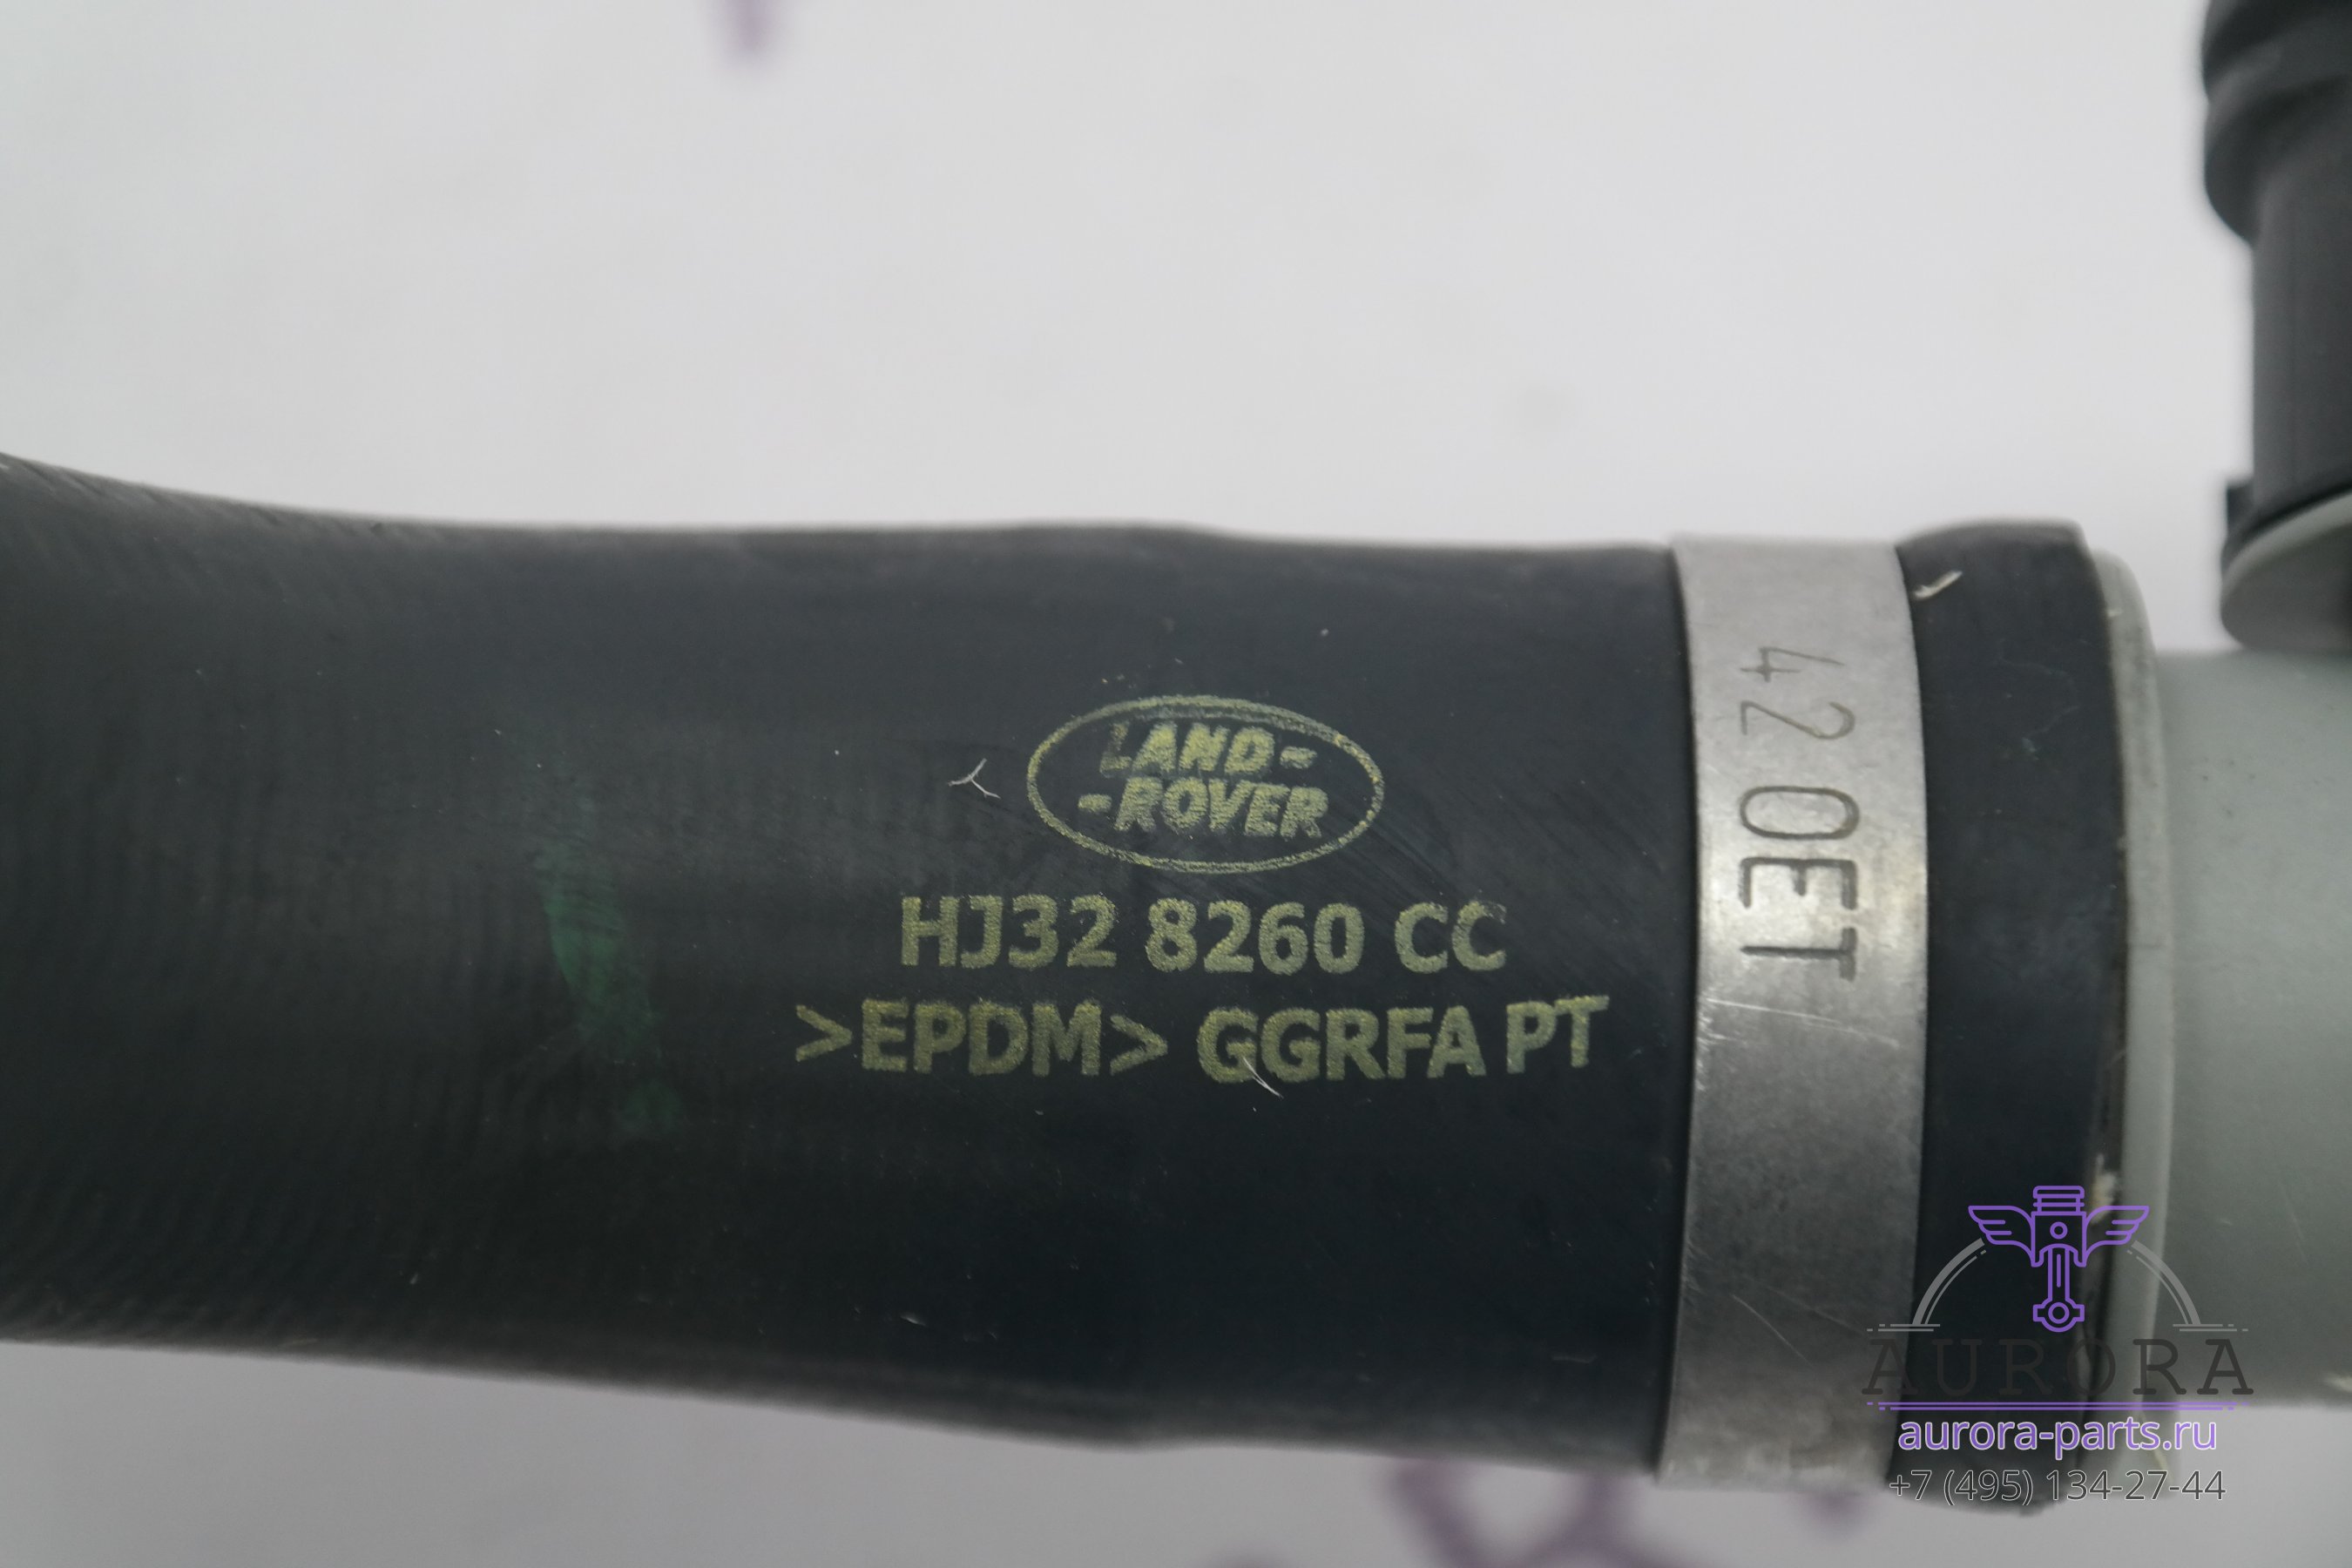 LAND-
-ROVER
HJ32 8260 CC
>EPDM> GGRFA PT
42 OET
AURORA
aurora-parts.ru
+7 (495) 134-27-44